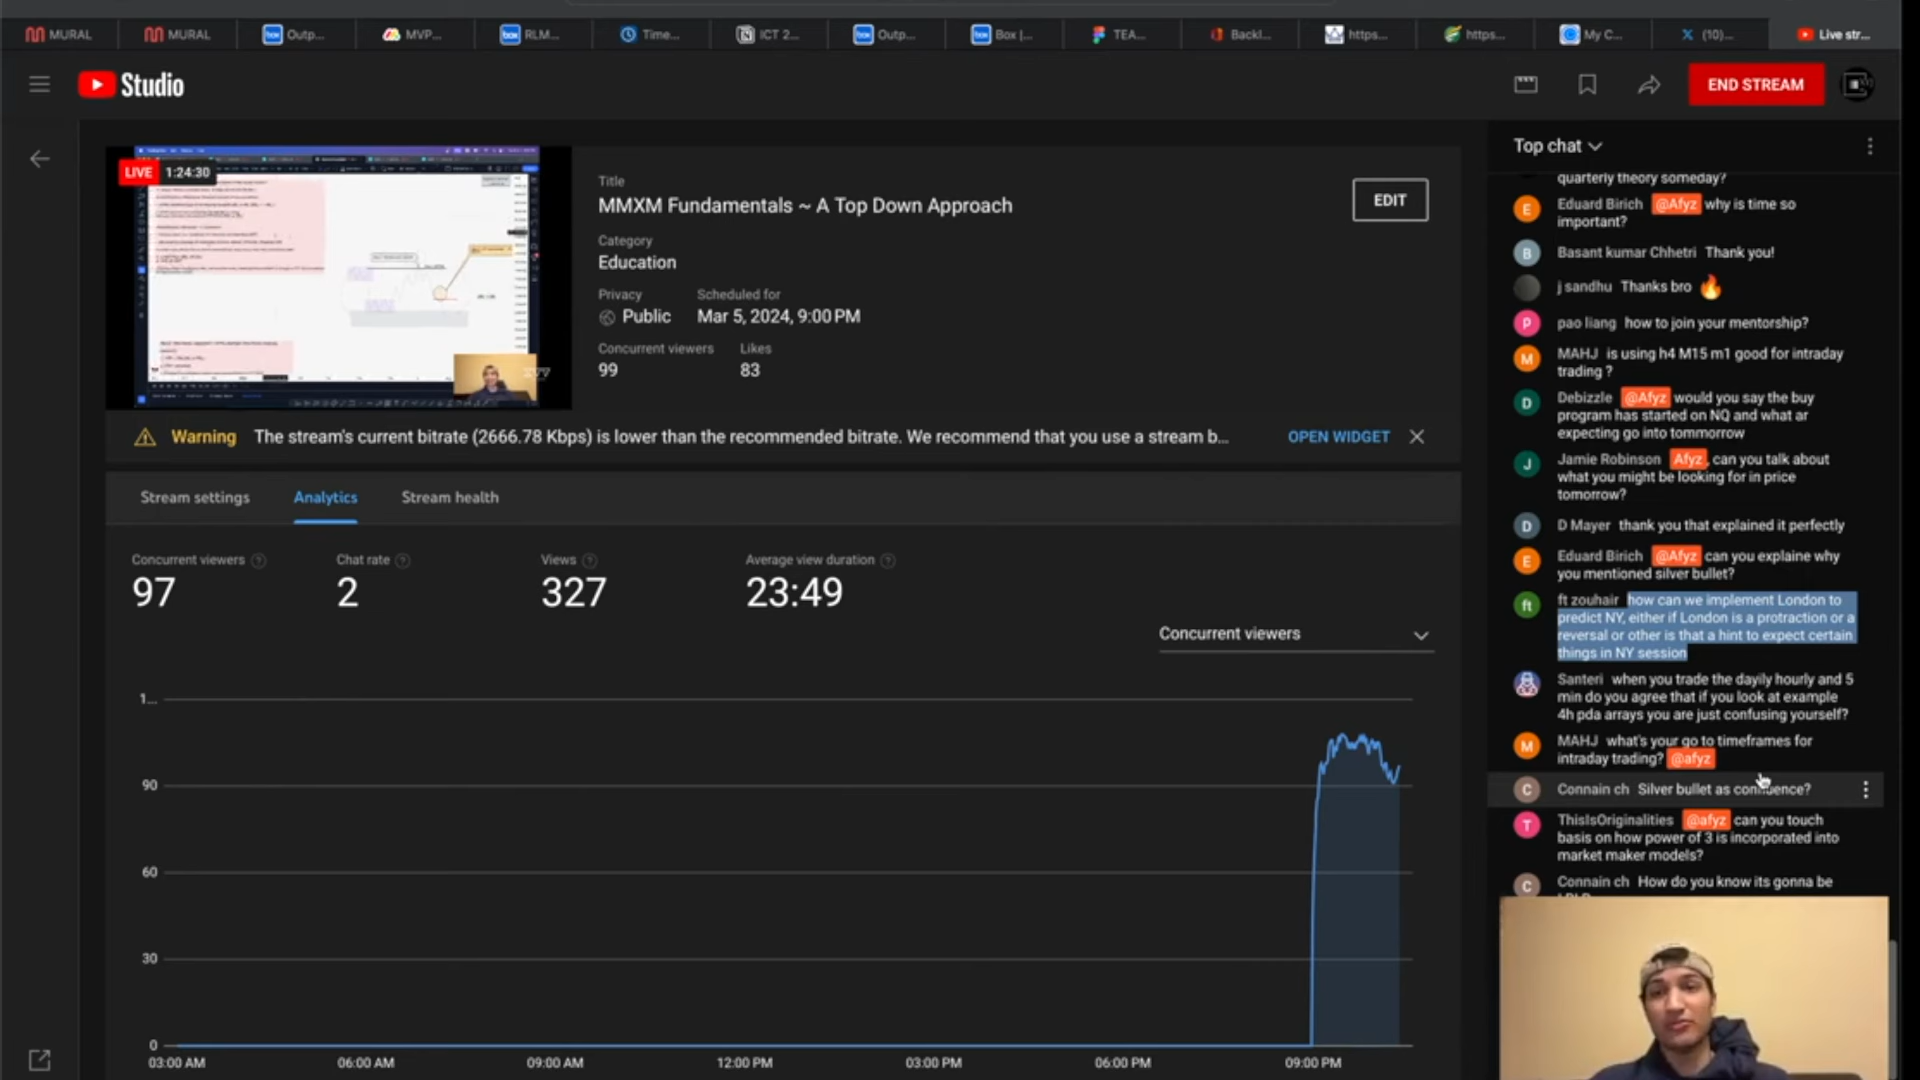 MURAL
MURAL
Outp...
MVP...
RLM...
Time...
ICT 2...
Outp...
Box |...
TEA...
Backl...
https...
https...
My C...
(10)...
Live str...
Studio
END STREAM
LIVE 1:24:30
Title
MMXM Fundamentals ~ A Top Down Approach
EDIT
Category
Education
Privacy
Scheduled for
Public
Mar 5, 2024, 9:00 PM
Concurrent viewers
Likes
99
83
Warning The stream's current bitrate (2666.78 Kbps) is lower than the recommended bitrate. We recommend that you use a stream b...
OPEN WIDGET
Stream settings
Analytics
Stream health
Concurrent viewers
Chat rate
Views
Average view duration
97
2
327
23:49
Concurrent viewers
1...
90
60
30
0
03:00 AM
06:00 AM
09:00 AM
12:00 PM
03:00 PM
06:00 PM
09:00 PM
Top chat
quarterly theory someday?
E
Eduard Birich @Afyz why is time so
important?
B
Basant kumar Chhetri Thank you!
j sandhu Thanks bro
P
pao liang how to join your mentorship?
M
MAHJ is using h4 M15 m1 good for intraday
trading ?
D
Debizzle @Afyz would you say the buy
program has started on NQ and what ar
expecting go into tommorrow
J
Jamie Robinson Afyz, can you talk about
what you might be looking for in price
tomorrow?
D
D Mayer thank you that explained it perfectly
E
Eduard Birich @Afyz can you explaine why
you mentioned silver bullet?
ft
ft zouhair how can we implement London to
predict NY, either if London is a protraction or a
reversal or other is that a hint to expect certain
things in NY session
Santeri when you trade the dayily hourly and 5
min do you agree that if you look at example
4h pda arrays you are just confusing yourself?
M
MAHJ what's your go to timeframes for
intraday trading? @afyz
C
Connain ch Silver bullet as confluence?
T
ThisIsOriginalities @afyz can you touch
basis on how power of 3 is incorporated into
market maker models?
C
Connain ch How do you know its gonna be